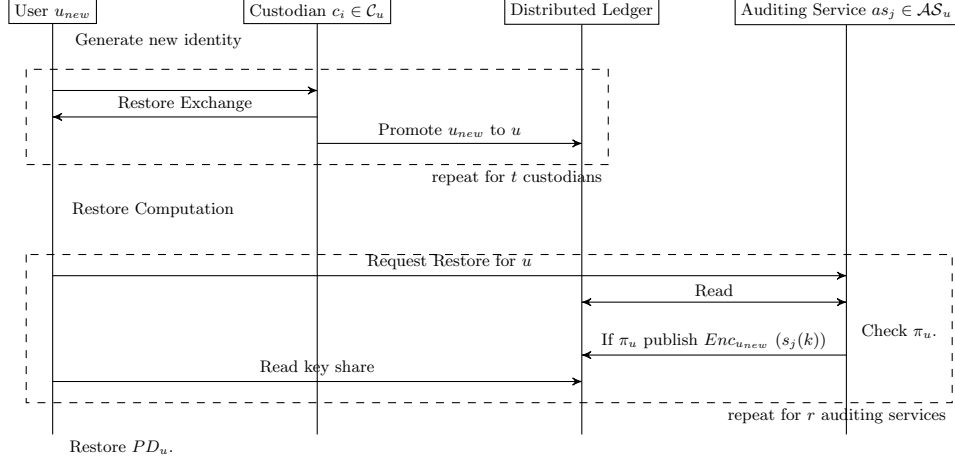 User u_new
Custodian c_i ∈ C_u
Distributed Ledger
Auditing Service as_j ∈ AS_u
Generate new identity
Restore Exchange
Promote u_new to u
repeat for t custodians
Restore Computation
Request Restore for u
Read
Check π_u.
If π_u publish Enc_{u_new} (s_j(k))
Read key share
repeat for r auditing services
Restore PD_u.